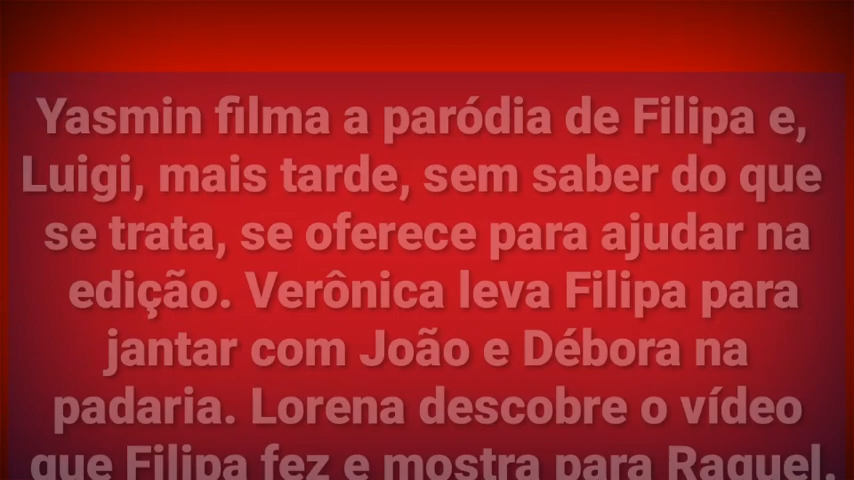 Yasmin filma a paródia de Filipa e,
Luigi, mais tarde, sem saber do que
se trata, se oferece para ajudar na
edição. Verônica leva Filipa para
jantar com João e Débora na
padaria. Lorena descobre o vídeo
que Filipa fez e mostra para Raquel.